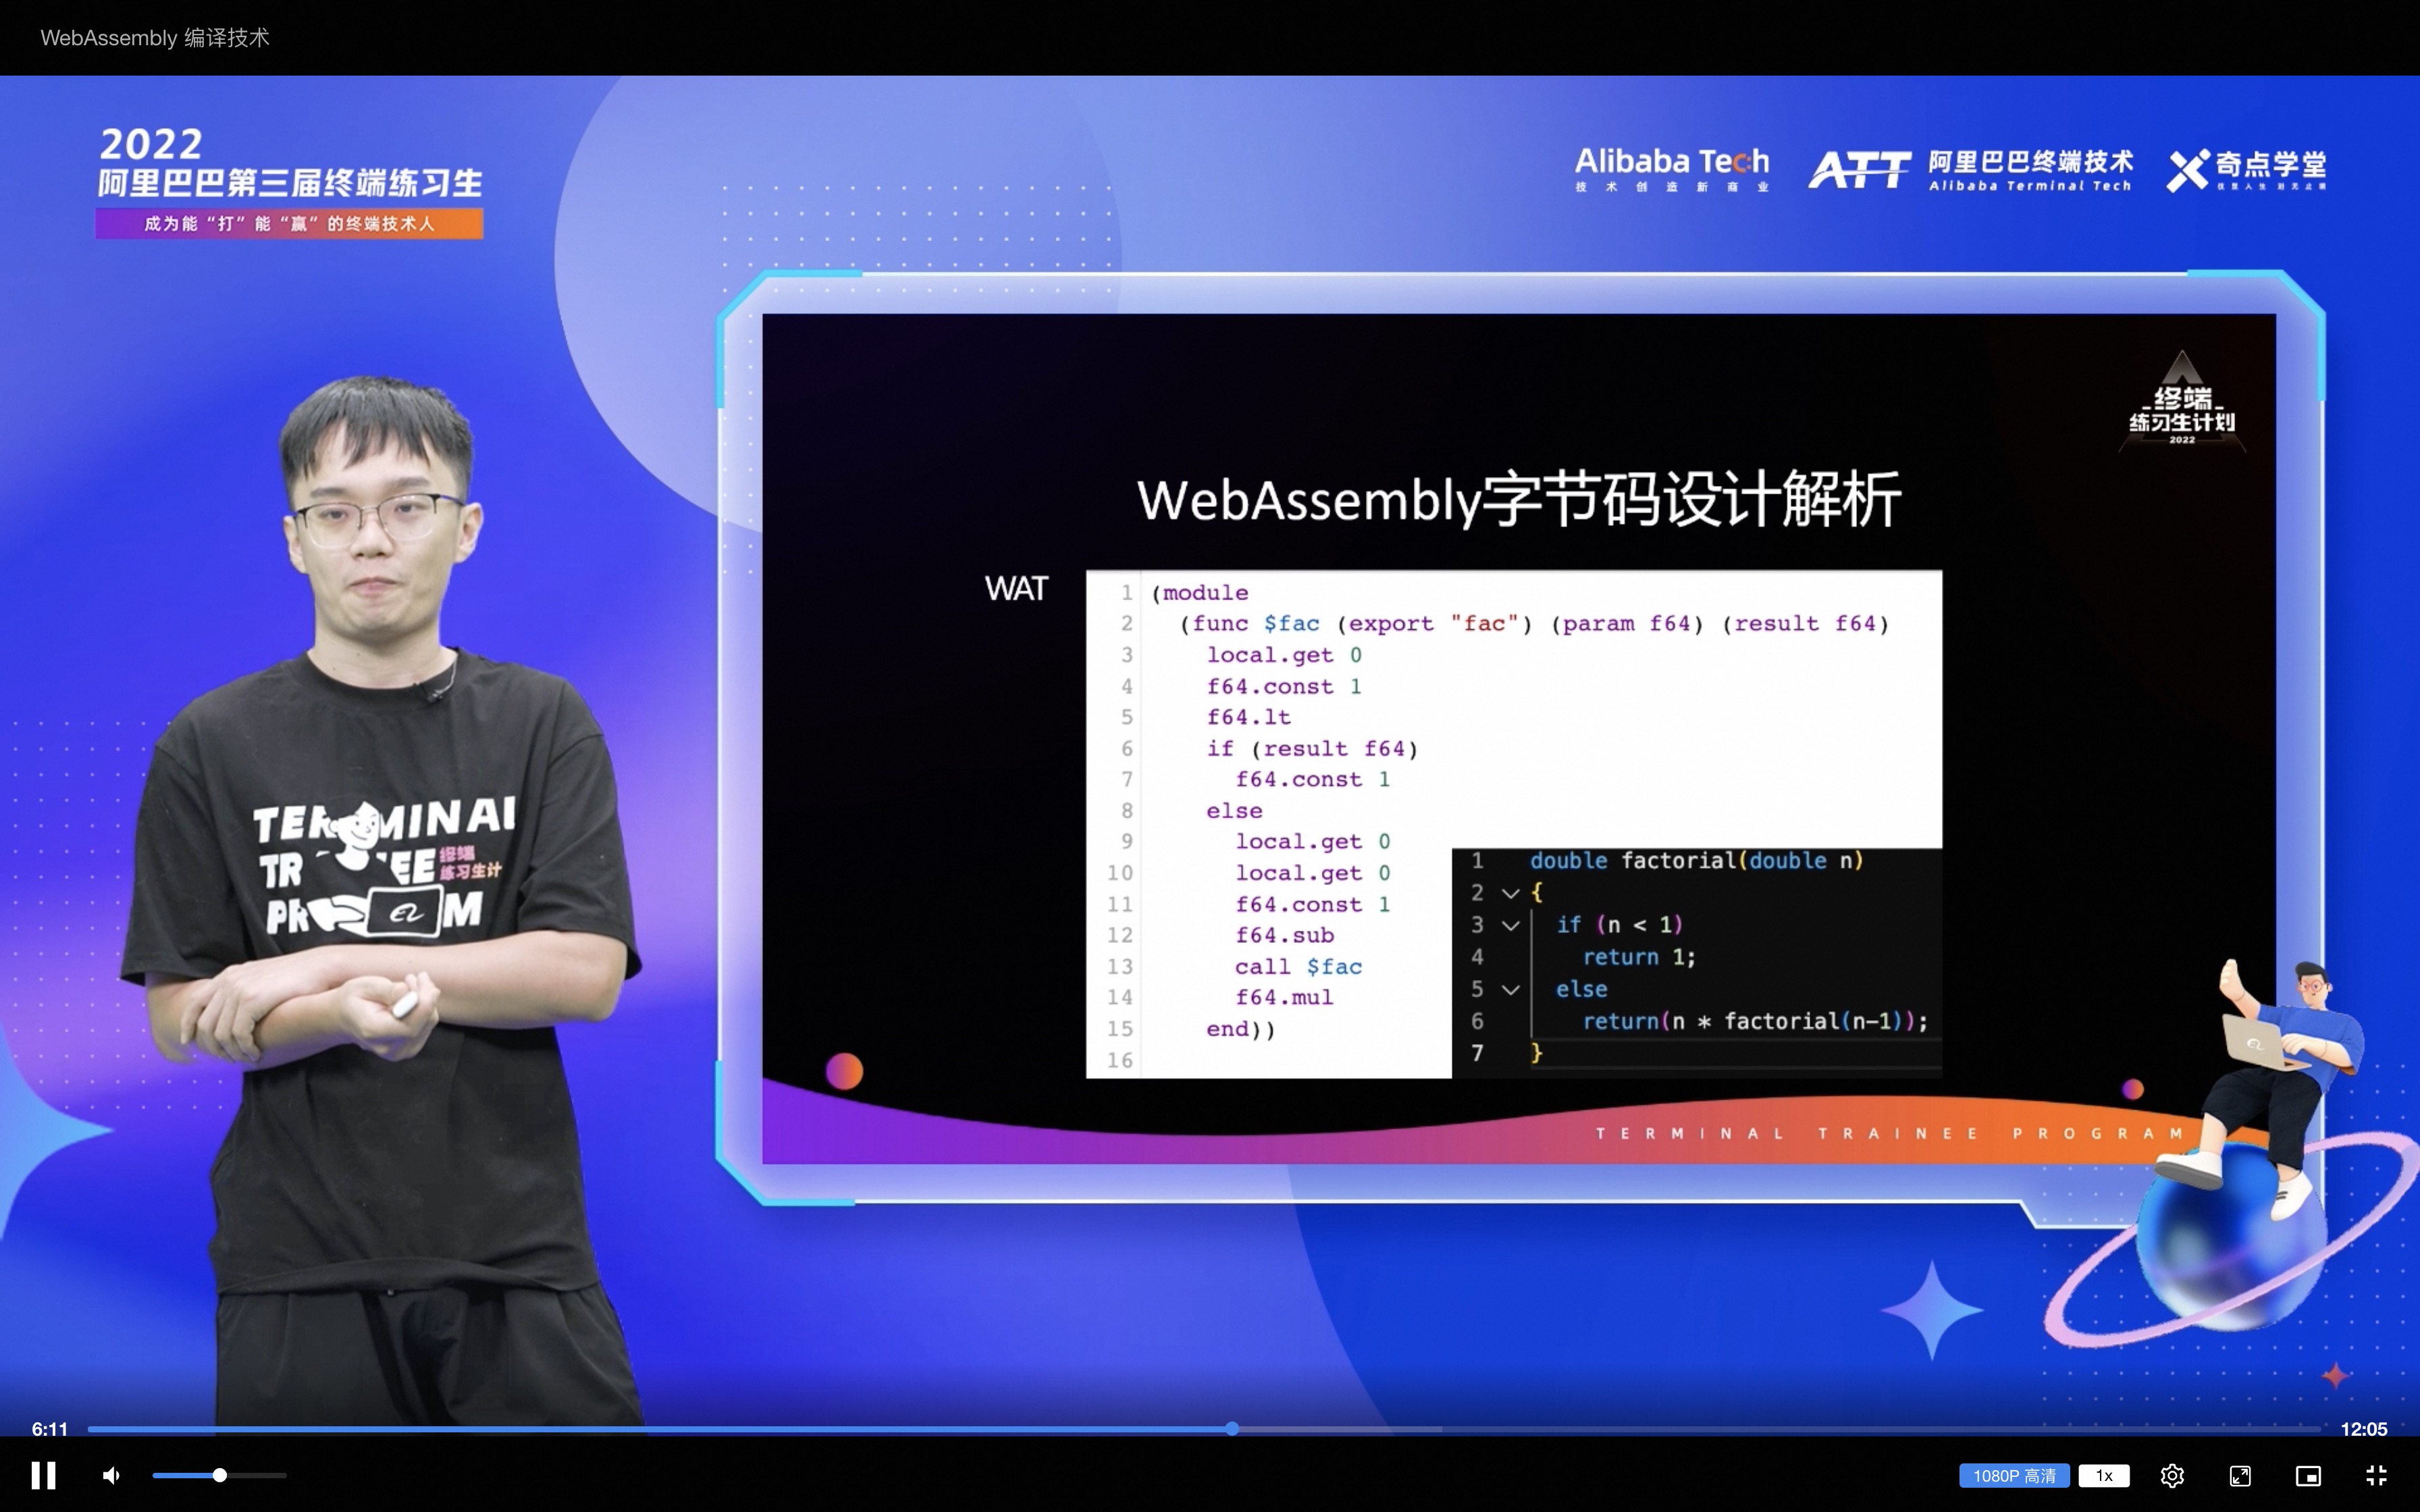 WebAssembly 编译技术
2022
阿里巴巴第三届终端练习生
成为能“打”能“赢”的终端技术人
Alibaba Tech
技术创造新商业
ATT
阿里巴巴终端技术
Alibaba Terminal Tech
奇点学堂
终端
练习生计划
2022
WebAssembly字节码设计解析
WAT
1 (module
2 (func $fac (export "fac") (param f64) (result f64)
3 local.get 0
4 f64.const 1
5 f64.lt
6 if (result f64)
7 f64.const 1
8 else
9 local.get 0
10 local.get 0
11 f64.const 1
12 f64.sub
13 call $fac
14 f64.mul
15 end))
16
1 double factorial(double n)
2 {
3 if (n < 1)
4 return 1;
5 else
6 return(n * factorial(n-1));
7 }
TERMINAL TRAINEE PROGRAM
TERMINAL
终端
练习生计
6:11
12:05
1080P 高清
1x